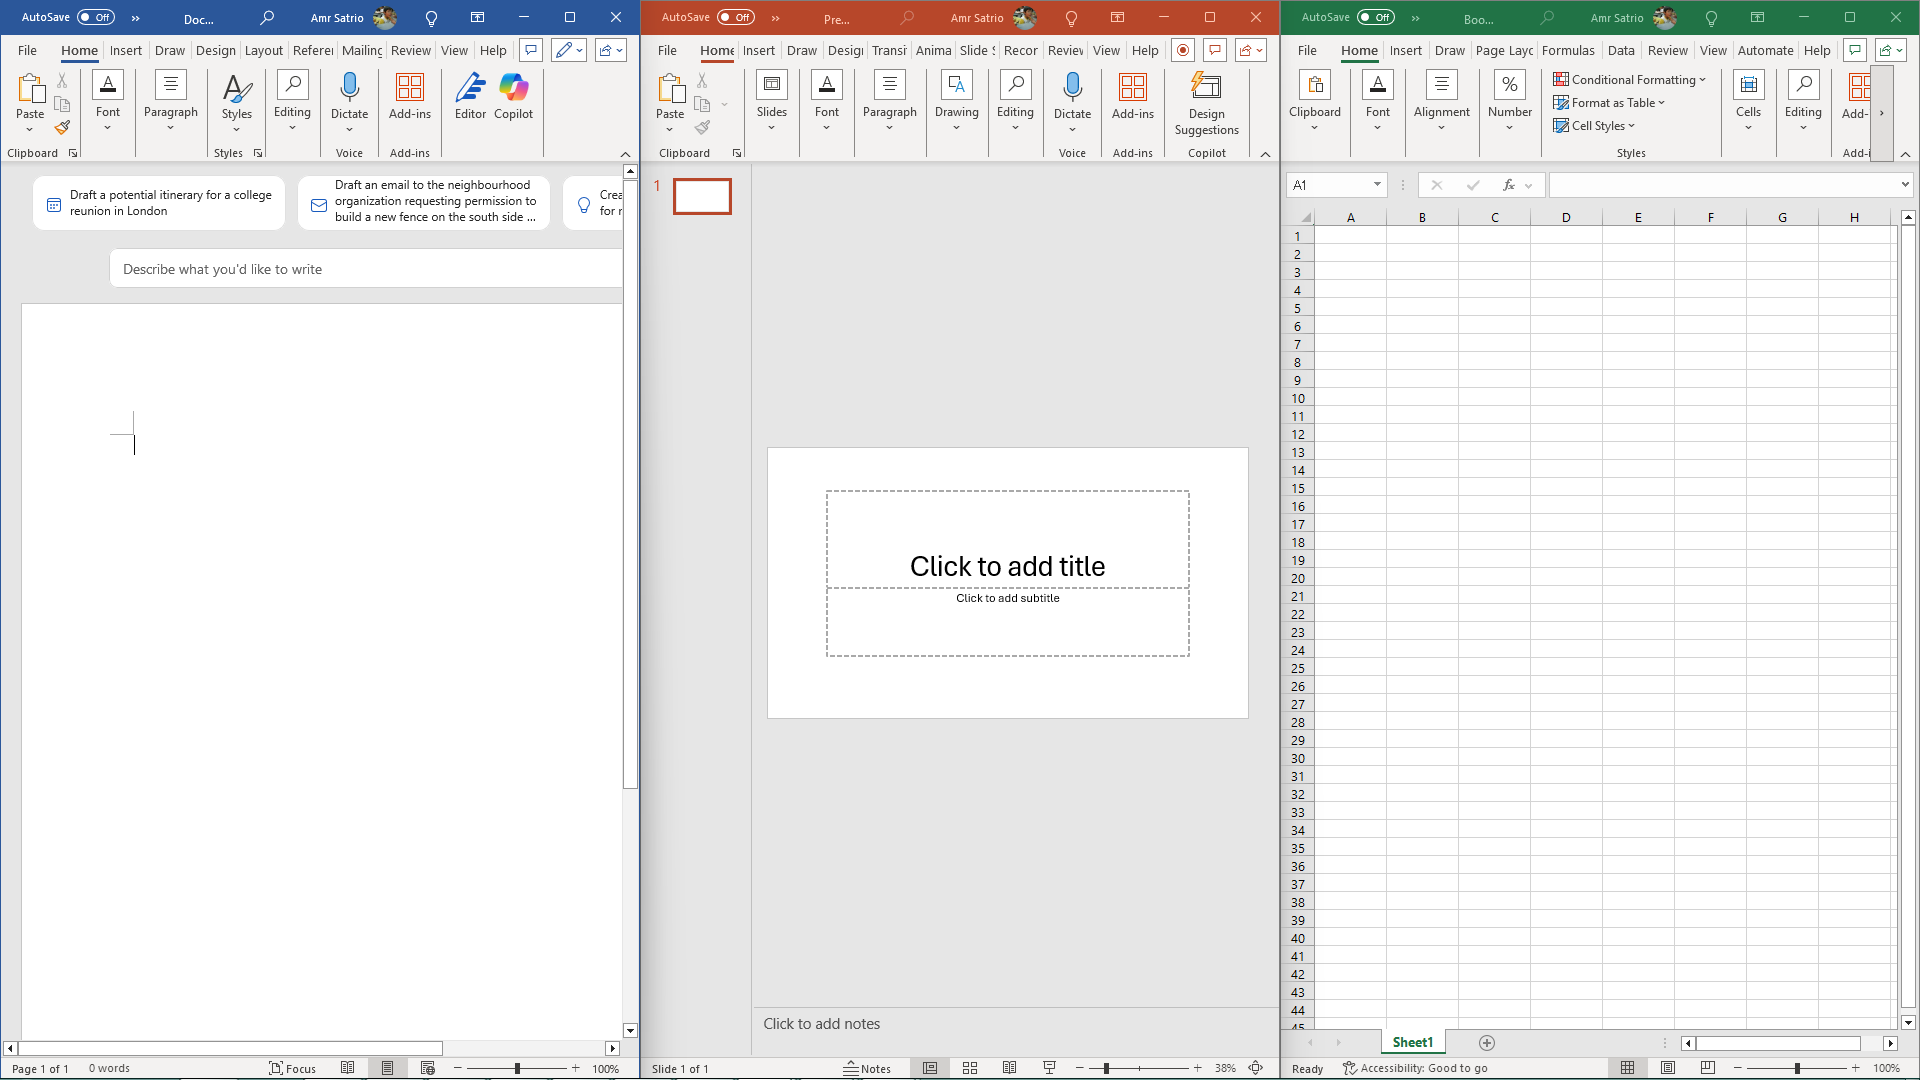 AutoSave Off Doc... Amr Satrio
File Home Insert Draw Design Layout Referer Mailing Review View Help
Paste Font Paragraph Styles Editing Dictate Add-ins Editor Copilot
Clipboard Styles Voice Add-ins
Draft a potential itinerary for a college
reunion in London
Draft an email to the neighbourhood
organization requesting permission to
build a new fence on the south side ...
Crea
for r
Describe what you'd like to write
Page 1 of 1 0 words Focus 100%
AutoSave Off Pre... Amr Satrio
File Home Insert Draw Desig Transi Anima Slide S Recor Reviev View Help
Paste Slides Font Paragraph Drawing Editing Dictate Add-ins Design
Suggestions
Clipboard Voice Add-ins Copilot
1
Click to add title
Click to add subtitle
Click to add notes
Slide 1 of 1 Notes 38%
AutoSave Off Boo... Amr Satrio
File Home Insert Draw Page Layc Formulas Data Review View Automate Help
Clipboard Font Alignment % Number Conditional Formatting Cells Editing Add-
Format as Table
Cell Styles
Styles Add-i
A1 fx
A B C D E F G H
1
2
3
4
5
6
7
8
9
10
11
12
13
14
15
16
17
18
19
20
21
22
23
24
25
26
27
28
29
30
31
32
33
34
35
36
37
38
39
40
41
42
43
44
45
Sheet1
Ready Accessibility: Good to go 100%